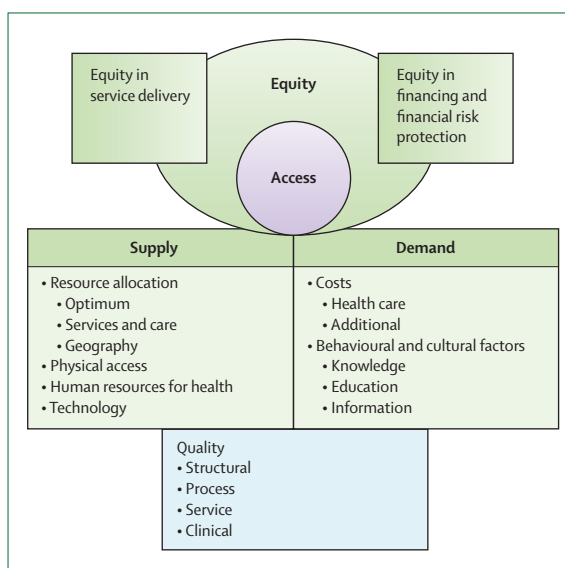 Equity in
service delivery
Equity
Equity in
financing and
financial risk
protection
Access
Supply
• Resource allocation
• Optimum
• Services and care
• Geography
• Physical access
• Human resources for health
• Technology
Demand
• Costs
• Health care
• Additional
• Behavioural and cultural factors
• Knowledge
• Education
• Information
Quality
• Structural
• Process
• Service
• Clinical